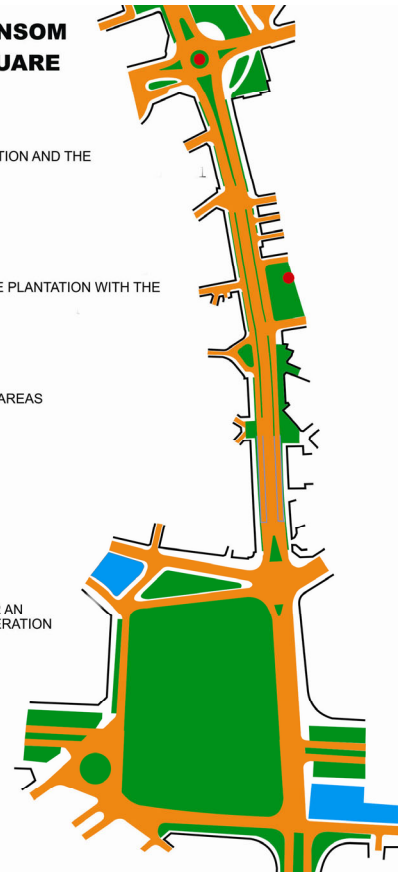 NSOM
UARE
TION AND THE
E PLANTATION WITH THE
AREAS
AN
ERATION